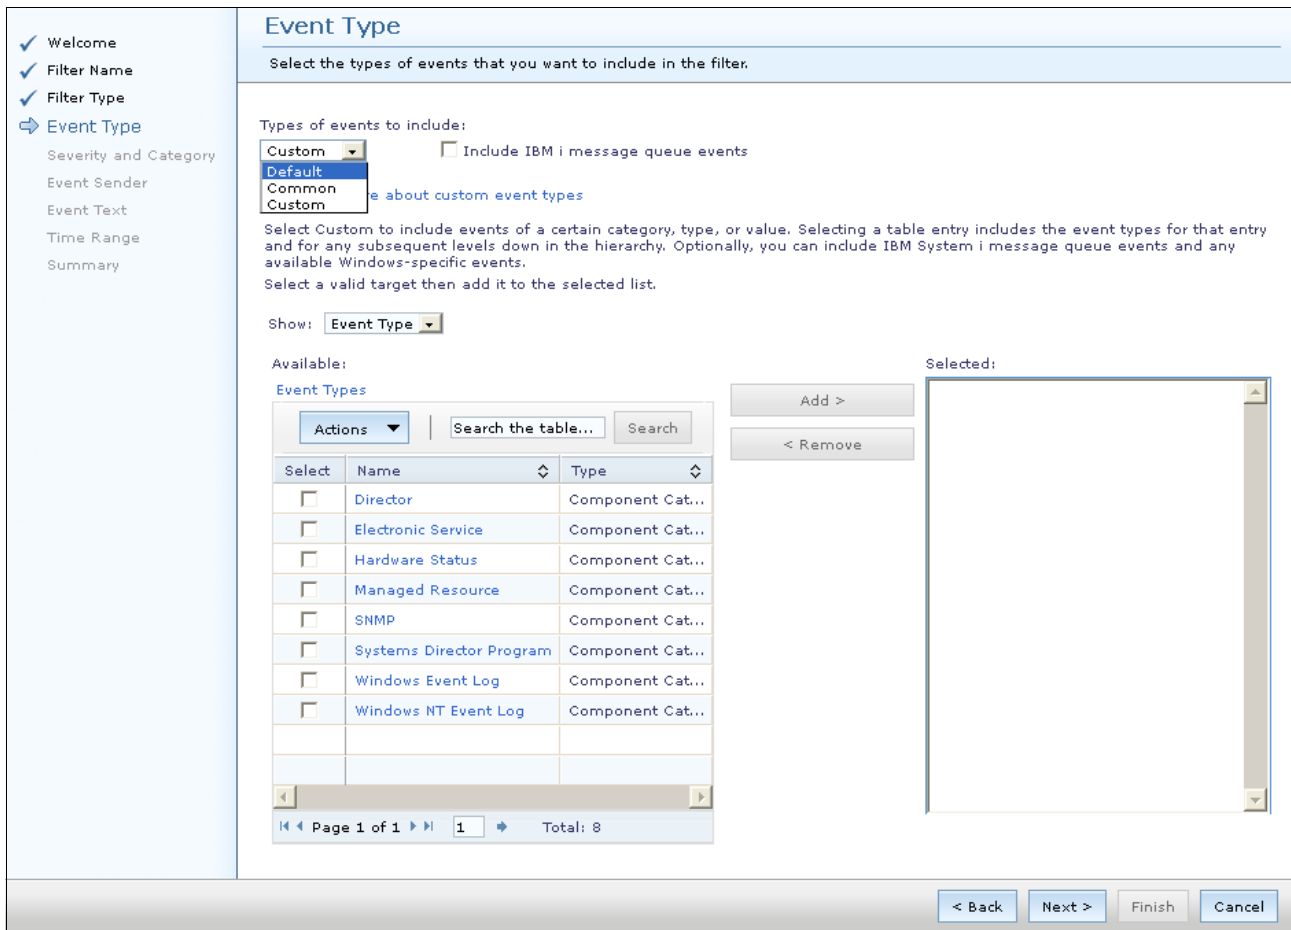 Welcome
Filter Name
Filter Type
Event Type
Severity and Category
Event Sender
Event Text
Time Range
Summary
Event Type
Select the types of events that you want to include in the filter.
Types of events to include:
Custom
Include IBM i message queue events
Default
Common
Custom
e about custom event types
Select Custom to include events of a certain category, type, or value. Selecting a table entry includes the event types for that entry
and for any subsequent levels down in the hierarchy. Optionally, you can include IBM System i message queue events and any
available Windows-specific events.
Select a valid target then add it to the selected list.
Show: Event Type
Available:
Event Types
Actions Search the table... Search
Select Name Type
Director Component Cat...
Electronic Service Component Cat...
Hardware Status Component Cat...
Managed Resource Component Cat...
SNMP Component Cat...
Systems Director Program Component Cat...
Windows Event Log Component Cat...
Windows NT Event Log Component Cat...
Page 1 of 1 1 Total: 8
Add >
< Remove
Selected:
< Back Next > Finish Cancel